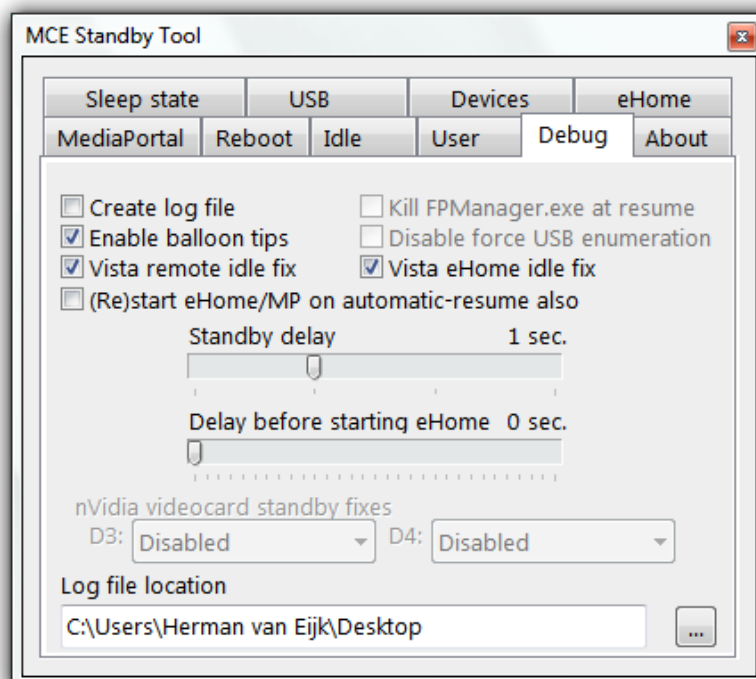 MCE Standby Tool
Sleep state USB Devices eHome
MediaPortal Reboot Idle User Debug About
Create log file Kill FPManager.exe at resume
Enable balloon tips Disable force USB enumeration
Vista remote idle fix Vista eHome idle fix
(Re)start eHome/MP on automatic-resume also
Standby delay 1 sec.
Delay before starting eHome 0 sec.
nVidia videocard standby fixes
D3: Disabled D4: Disabled
Log file location
C:\Users\Herman van Eijk\Desktop ...